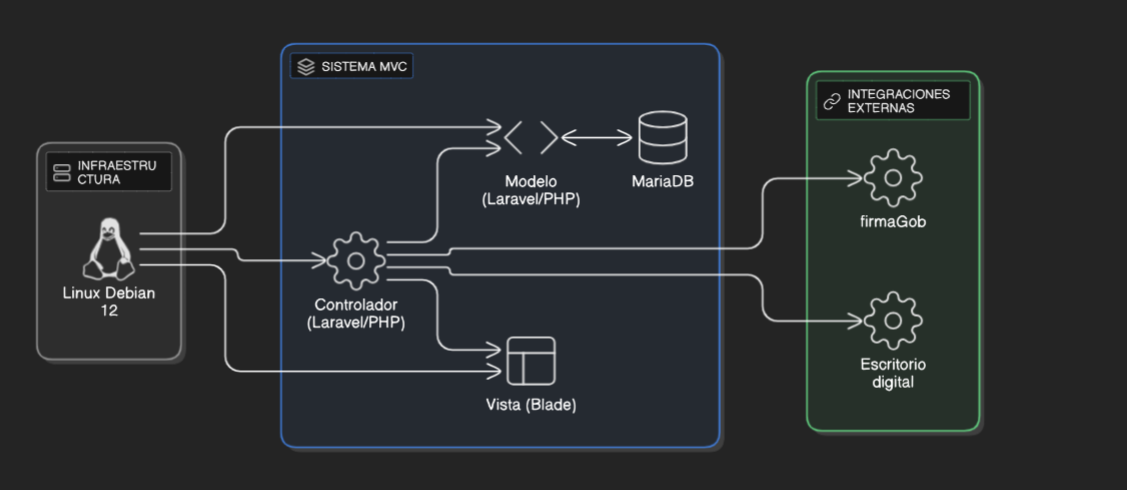 INFRAESTRU
CTURA
Linux Debian
12
SISTEMA MVC
Modelo
(Laravel/PHP)
MariaDB
Controlador
(Laravel/PHP)
Vista (Blade)
INTEGRACIONES
EXTERNAS
firmaGob
Escritorio
digital